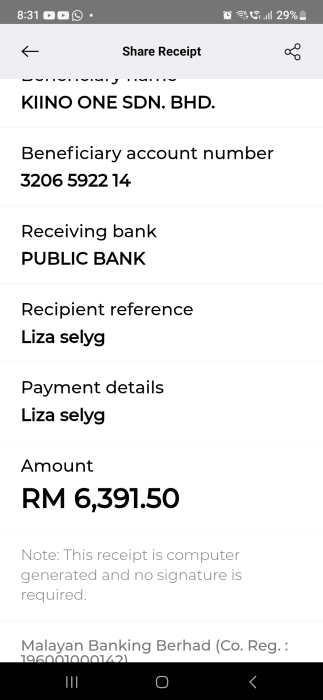 8:31
29%
Share Receipt
Beneficiary name
KIINO ONE SDN. BHD.
Beneficiary account number
3206 5922 14
Receiving bank
PUBLIC BANK
Recipient reference
Liza selyg
Payment details
Liza selyg
Amount
RM 6,391.50
Note: This receipt is computer
generated and no signature is
required.
Malayan Banking Berhad (Co. Reg. :
196001000142)